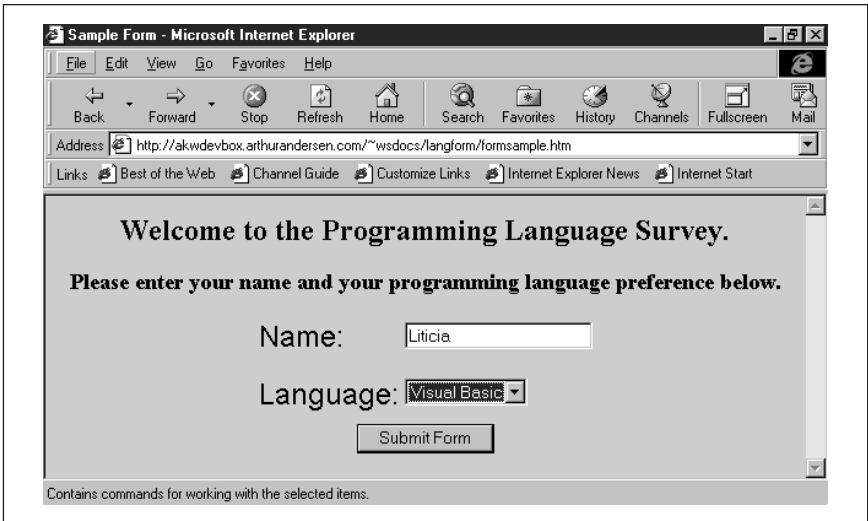 Sample Form - Microsoft Internet Explorer
File Edit View Go Favorites Help
Back Forward Stop Refresh Home Search Favorites History Channels Fullscreen Mail
Address http://akwdevbox.arthurandersen.com/~wsdocs/langform/formsample.htm
Links Best of the Web Channel Guide Customize Links Internet Explorer News Internet Start
Welcome to the Programming Language Survey.
Please enter your name and your programming language preference below.
Name: Liticia
Language: Visual Basic
Submit Form
Contains commands for working with the selected items.